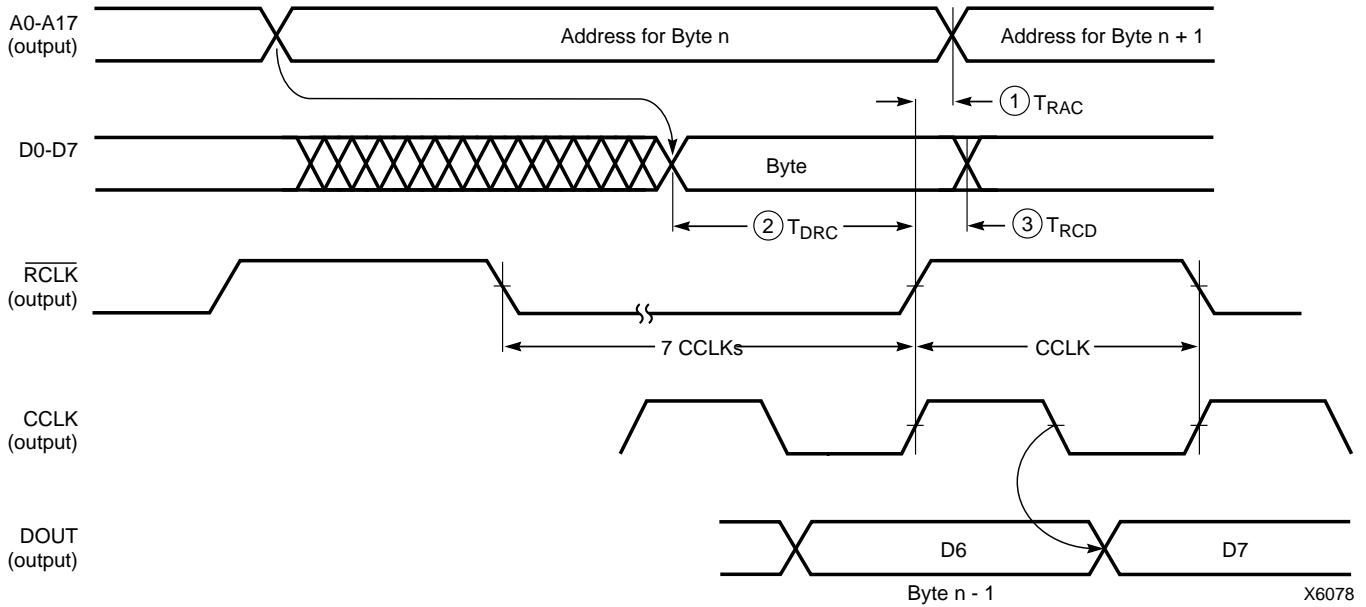 A0-A17
(output)
Address for Byte n
Address for Byte n + 1
1 TRAC
D0-D7
Byte
2 TDRC
3 TRCD
RCLK
(output)
7 CCLKs
CCLK
CCLK
(output)
DOUT
(output)
D6
D7
Byte n - 1
X6078